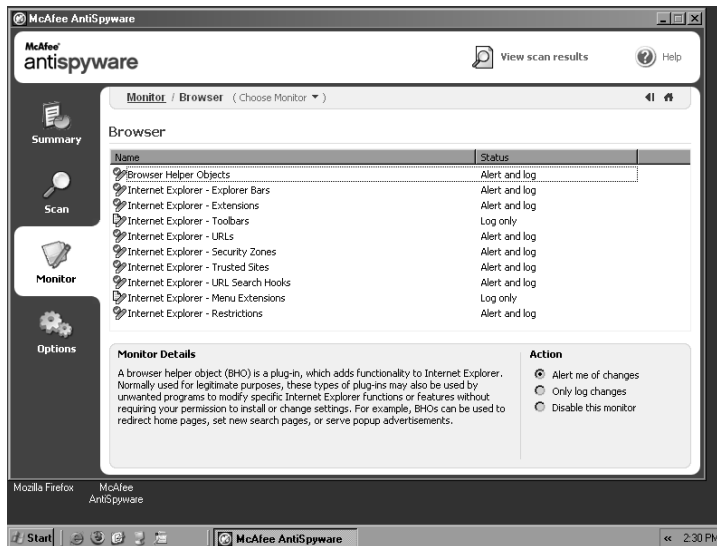 McAfee AntiSpyware
McAfee®
antispyware
View scan results
Help
Monitor / Browser ( Choose Monitor ▼ )
Summary
Scan
Monitor
Options
Browser
Name Status
Browser Helper Objects Alert and log
Internet Explorer - Explorer Bars Alert and log
Internet Explorer - Extensions Alert and log
Internet Explorer - Toolbars Log only
Internet Explorer - URLs Alert and log
Internet Explorer - Security Zones Alert and log
Internet Explorer - Trusted Sites Alert and log
Internet Explorer - URL Search Hooks Alert and log
Internet Explorer - Menu Extensions Log only
Internet Explorer - Restrictions Alert and log
Monitor Details
A browser helper object (BHO) is a plug-in, which adds functionality to Internet Explorer.
Normally used for legitimate purposes, these types of plug-ins may also be used by
unwanted programs to modify specific Internet Explorer functions or features without
requiring your permission to install or change settings. For example, BHOs can be used to
redirect home pages, set new search pages, or serve popup advertisements.
Action
Alert me of changes
Only log changes
Disable this monitor
Mozilla Firefox
McAfee
AntiSpyware
Start
McAfee AntiSpyware
« 2:30 PM